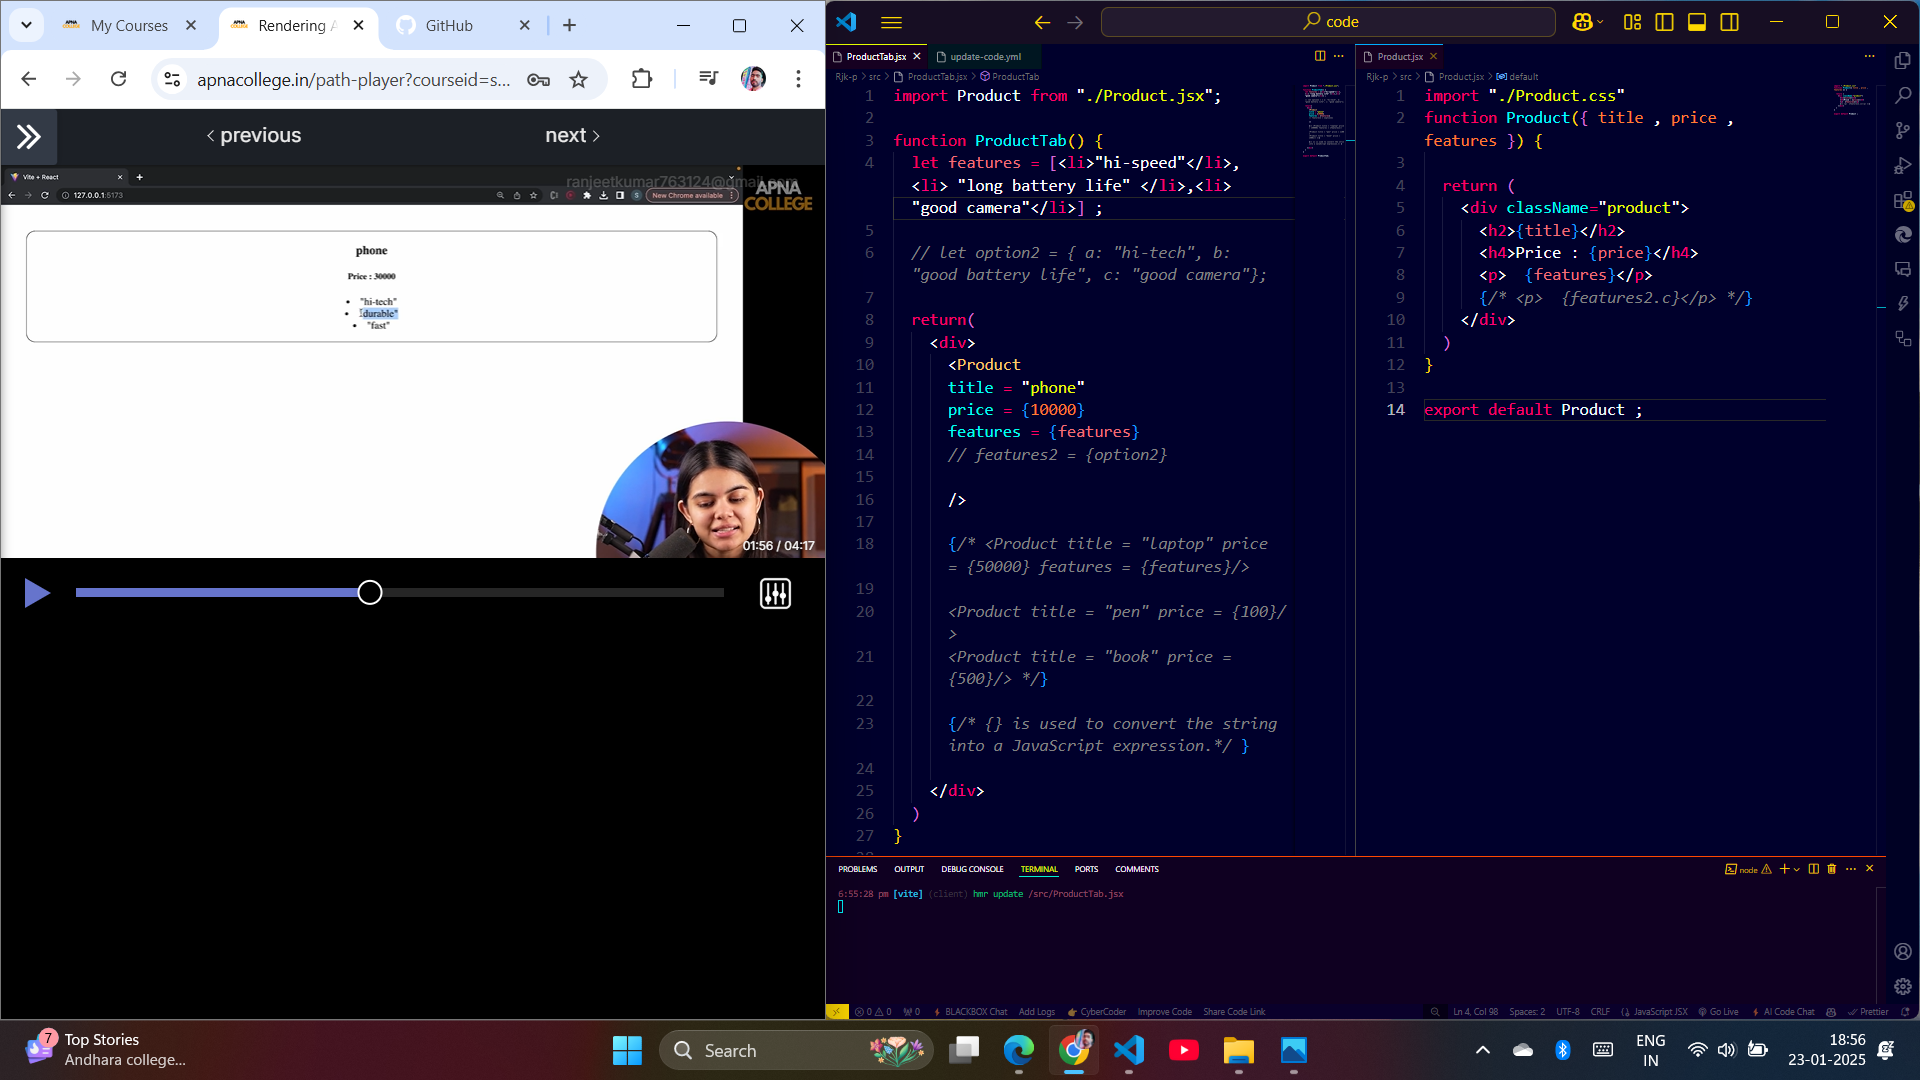 My Courses
Rendering A
GitHub
apnacollege.in/path-player?courseid=s...
previous
next
Vite + React
127.0.0.1:5173
New Chrome available
ranjeetkumar763124@gmail.com
APNA
COLLEGE
phone
Price : 30000
"hi-tech"
"durable"
"fast"
01:56 / 04:17
code
ProductTab.jsx
update-code.yml
Rjk-p > src > ProductTab.jsx > ProductTab
1 import Product from "./Product.jsx";
2
3 function ProductTab() {
4 let features = [<li>"hi-speed"</li>,
<li> "long battery life" </li>,<li>
"good camera"</li>] ;
5
6 // let option2 = { a: "hi-tech", b:
"good battery life", c: "good camera"};
7
8 return(
9 <div>
10 <Product
11 title = "phone"
12 price = {10000}
13 features = {features}
14 // features2 = {option2}
15
16 />
17
18 {/* <Product title = "laptop" price
= {50000} features = {features}/>
19
20 <Product title = "pen" price = {100}/
>
21 <Product title = "book" price =
{500}/> */}
22
23 {/* {} is used to convert the string
into a JavaScript expression.*/ }
24
25 </div>
26 )
27 }
Product.jsx
Rjk-p > src > Product.jsx > default
1 import "./Product.css"
2 function Product({ title , price ,
features }) {
3
4 return (
5 <div className="product">
6 <h2>{title}</h2>
7 <h4>Price : {price}</h4>
8 <p>  {features}</p>
9 {/* <p>  {features2.c}</p> */}
10 </div>
11 )
12 }
13
14 export default Product ;
PROBLEMS OUTPUT DEBUG CONSOLE TERMINAL PORTS COMMENTS
node
6:55:28 pm [vite] (client) hmr update /src/ProductTab.jsx
0 0 0 BLACKBOX Chat Add Logs CyberCoder Improve Code Share Code Link
Ln 4, Col 98 Spaces: 2 UTF-8 CRLF JavaScript JSX Go Live AI Code Chat Prettier
7
Top Stories
Andhara college...
Search
ENG
IN
18:56
23-01-2025